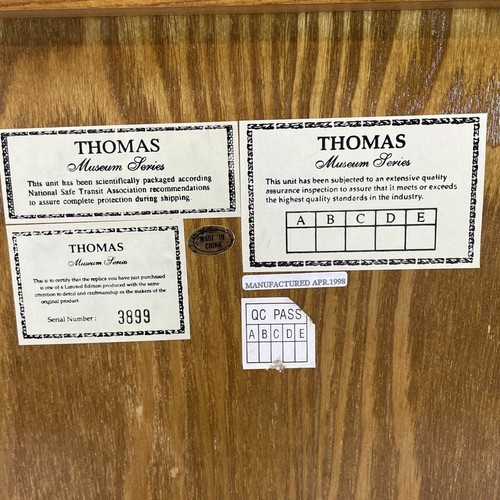 THOMAS
Museum Series
This unit has been scientifically packaged according
National Safe Transit Association recommendations
to assure complete protection during shipping.
THOMAS
Museum Series
This unit has been subjected to an extensive quality
assurance inspection to assure that it meets or exceeds
the highest quality standards in the industry.
A B C D E
THOMAS
Museum Series
This is to certify that the replica you have just purchased
is one of a Limited Edition produced with the same
attention to detail and craftmanship as the makers of the
original product.
Serial Number : 3899
MADE IN
CHINA
MANUFACTURED APR.1998
QC PASS
A B C D E